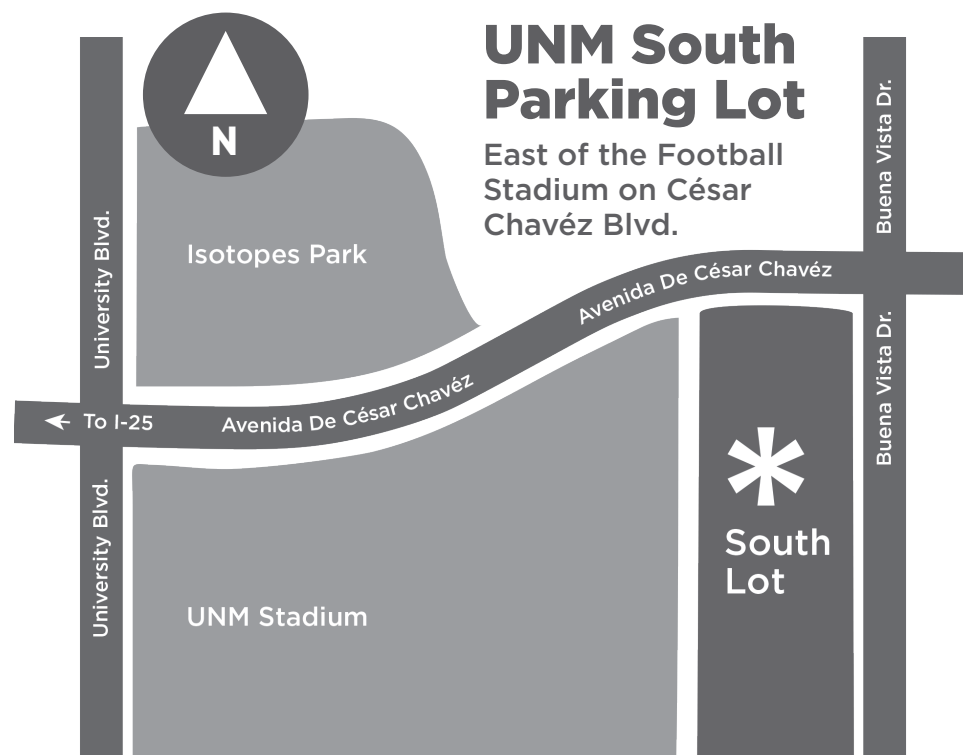 UNM South
Parking Lot
East of the Football
Stadium on César
Chavéz Blvd.
N
Isotopes Park
University Blvd.
Buena Vista Dr.
Avenida De César Chavéz
← To I-25
Avenida De César Chavéz
Buena Vista Dr.
University Blvd.
UNM Stadium
*
South
Lot